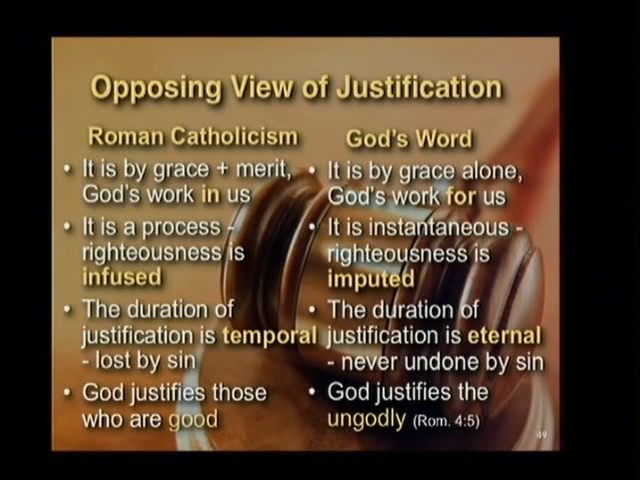 Opposing View of Justification
Roman Catholicism
• It is by grace + merit,
God's work in us
• It is a process -
righteousness is
infused
• The duration of
justification is temporal
- lost by sin
• God justifies those
who are good
God's Word
• It is by grace alone,
God's work for us
• It is instantaneous -
righteousness is
imputed
• The duration of
justification is eternal
- never undone by sin
• God justifies the
ungodly (Rom. 4:5)
49